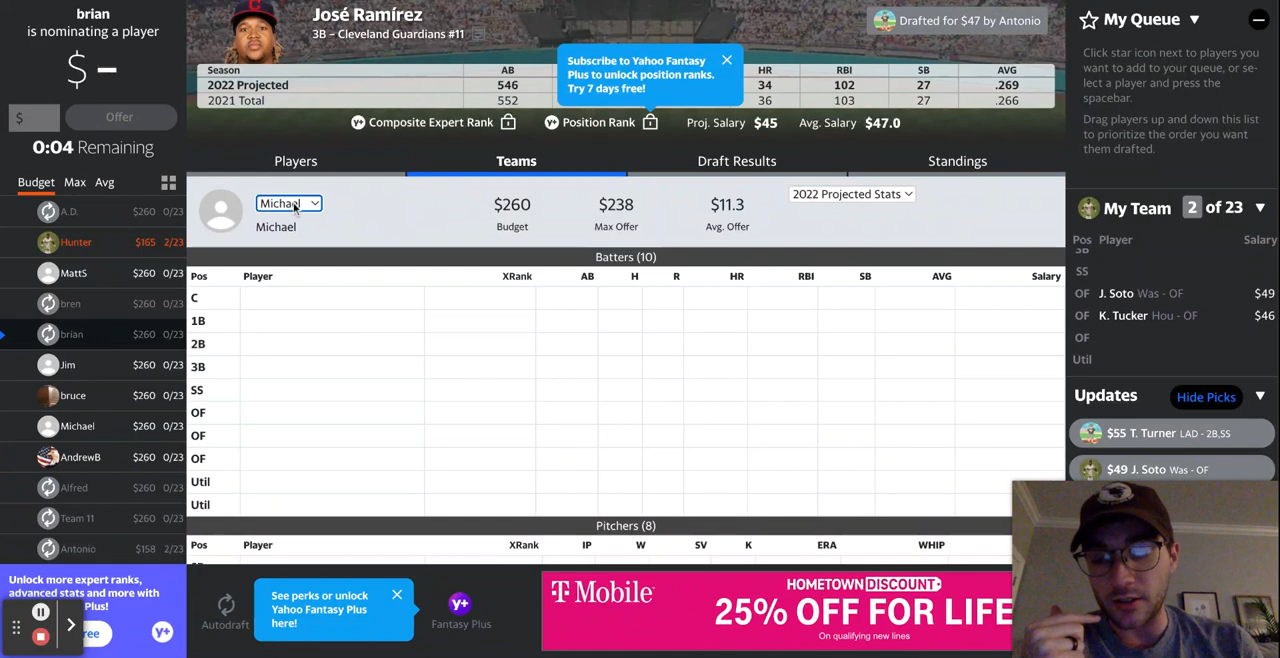 brian
is nominating a player
$
$ Offer
0:04 Remaining
Budget Max Avg
A.D. $260 0/23
Hunter $165 2/23
MattS $260 0/23
bren $260 0/23
brian $260 0/23
Jim $260 0/23
bruce $260 0/23
Michael $260 0/23
AndrewB $260 0/23
Alfred $260 0/23
Team 11 $260 0/23
Antonio $158 2/23
Unlock more expert ranks,
advanced stats and more with
Plus!
ree y+
José Ramírez
3B – Cleveland Guardians #11
Drafted for $47 by Antonio
Subscribe to Yahoo Fantasy
Plus to unlock position ranks.
Try 7 days free!
Season AB HR RBI SB AVG
2022 Projected 546 34 102 27 .269
2021 Total 552 36 103 27 .266
y+ Composite Expert Rank y+ Position Rank Proj. Salary $45 Avg. Salary $47.0
Players Teams Draft Results Standings
Michael
Michael
$260
Budget
$238
Max Offer
$11.3
Avg. Offer
2022 Projected Stats
Batters (10)
Pos Player XRank AB H R HR RBI SB AVG Salary
C
1B
2B
3B
SS
OF
OF
OF
Util
Util
Pitchers (8)
Pos Player XRank IP W SV K ERA WHIP
Autodraft
See perks or unlock
Yahoo Fantasy Plus
here!
y+
Fantasy Plus
T Mobile
HOMETOWN DISCOUNT
25% OFF FOR LIFE
On qualifying new lines
My Queue
Click star icon next to players you
want to add to your queue, or se-
lect a player and press the
spacebar.
Drag players up and down this list
to prioritize the order you want
them drafted.
My Team 2 of 23
Pos Player Salary
3B
SS
OF J. Soto Was - OF $49
OF K. Tucker Hou - OF $46
OF
Util
Updates Hide Picks
$55 T. Turner LAD - 2B,SS
$49 J. Soto Was - OF